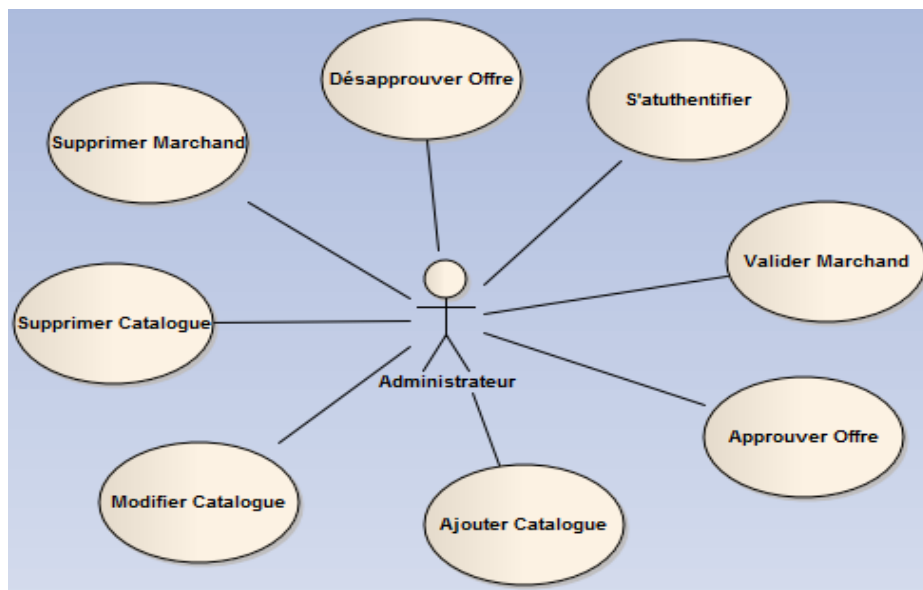 Désapprouver Offre
S'atuthentifier
Supprimer Marchand
Valider Marchand
Supprimer Catalogue
Administrateur
Approuver Offre
Modifier Catalogue
Ajouter Catalogue